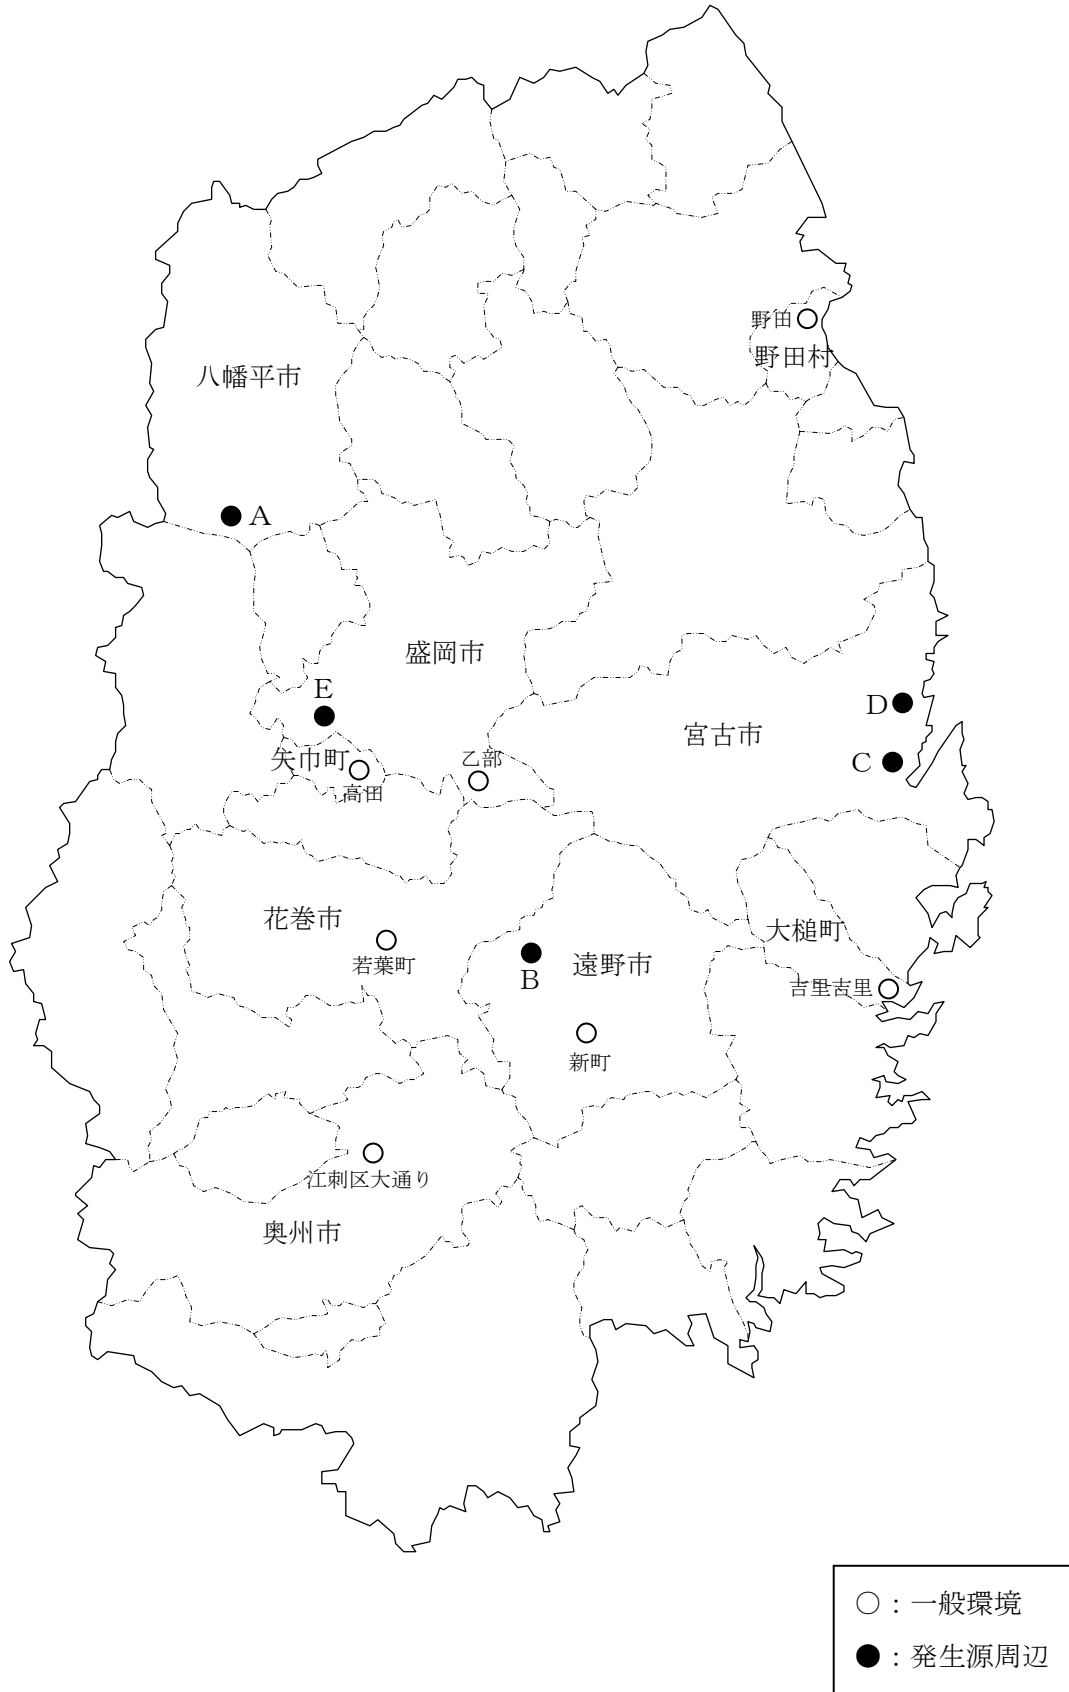 野田
野田村
八幡平市
A
盛岡市
E
D
宮古市
矢巾町
乙部
C
高田
花巻市
大槌町
若葉町
B
遠野市
吉里吉里
新町
江刺区大通り
奥州市
○：一般環境
●：発生源周辺